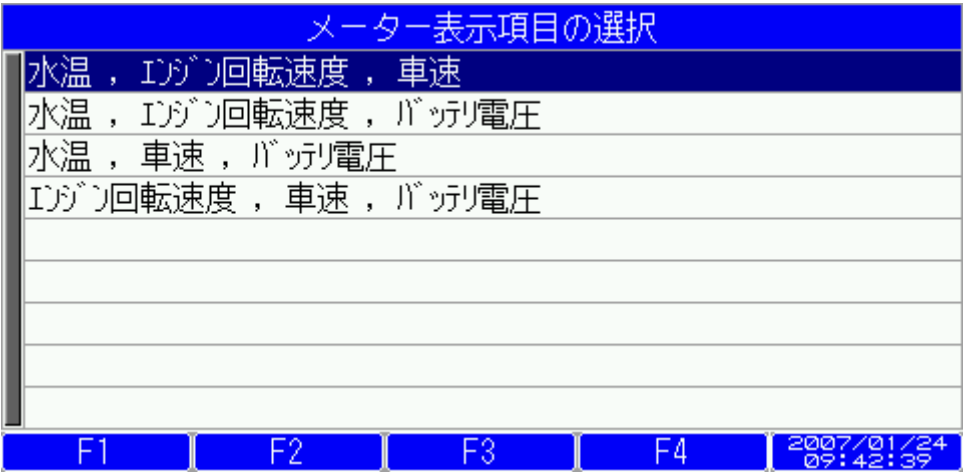 メーター表示項目の選択
水温 , エンジン回転速度 , 車速
水温 , エンジン回転速度 , バッテリ電圧
水温 , 車速 , バッテリ電圧
エンジン回転速度 , 車速 , バッテリ電圧
F1 F2 F3 F4 2007/01/24
09:42:39